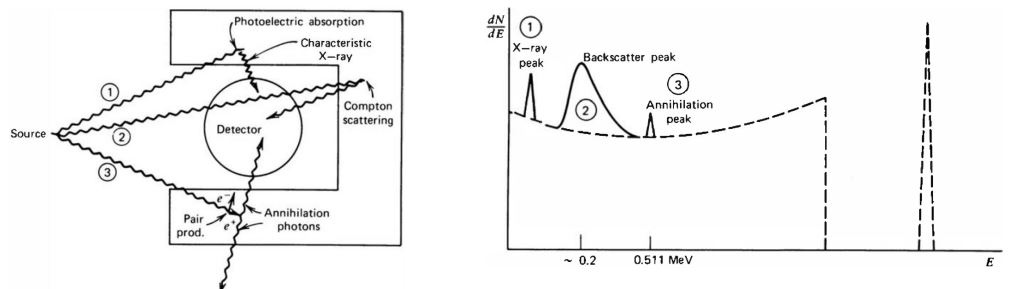 Photoelectric absorption
Characteristic
X—ray
①
Compton
scattering
Source
②
Detector
③
e⁻
Pair
prod.
e⁺
Annihilation
photons
dN
dE
①
X-ray
peak
Backscatter peak
②
③
Annihilation
peak
~ 0.2
0.511 MeV
E